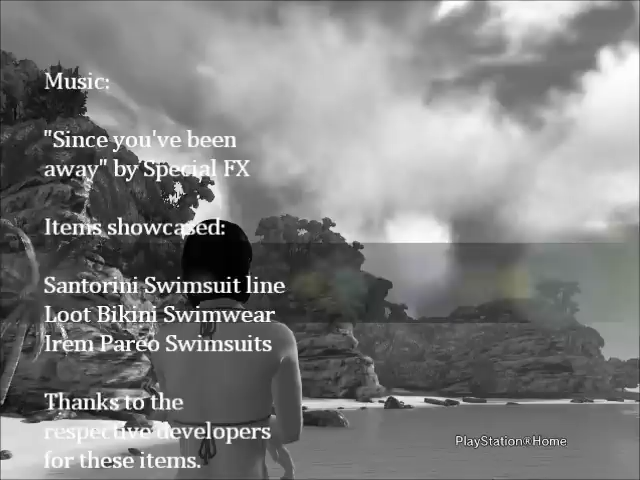 Music:
"Since you've been
away" by Special FX
Items showcased:
Santorini Swimsuit line
Loot Bikini Swimwear
Irem Pareo Swimsuits
Thanks to the
respective developers
for these items.
PlayStation®Home